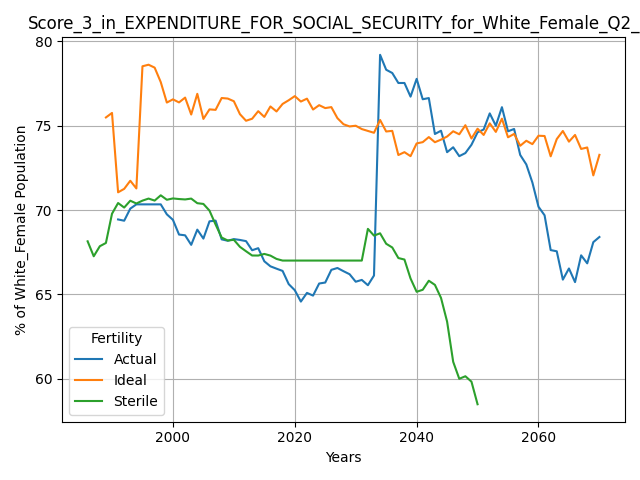 Score_3_in_EXPENDITURE_FOR_SOCIAL_SECURITY_for_White_Female_Q2_
% of White_Female Population
80
75
70
65
60
Fertility
Actual
Ideal
Sterile
2000
2020
2040
2060
Years